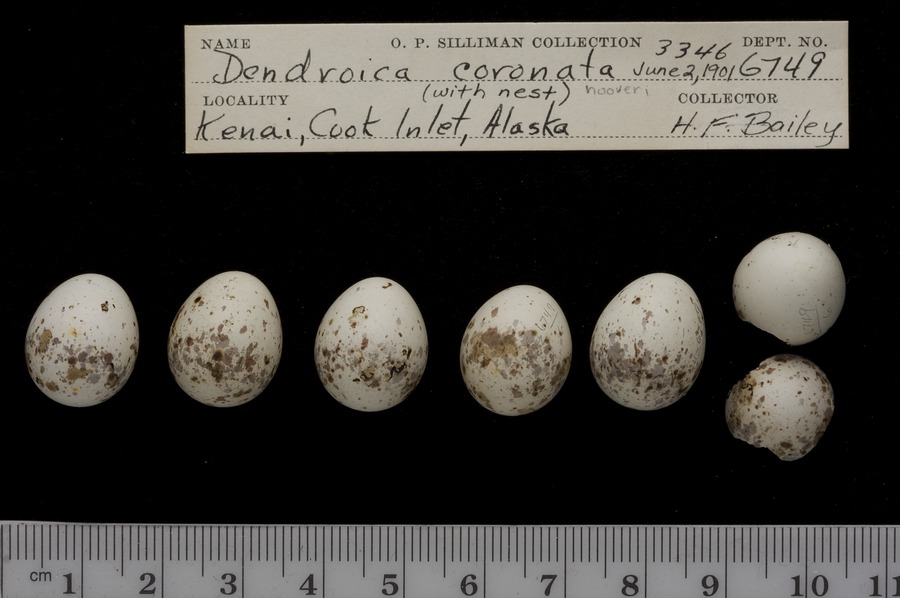 NAME O. P. SILLIMAN COLLECTION 3346 DEPT. NO.
Dendroica coronata June 2, 1901 6749
(with nest) hooveri
LOCALITY COLLECTOR
Kenai, Cook Inlet, Alaska H. F. Bailey
6749
cm 1 2 3 4 5 6 7 8 9 10 11